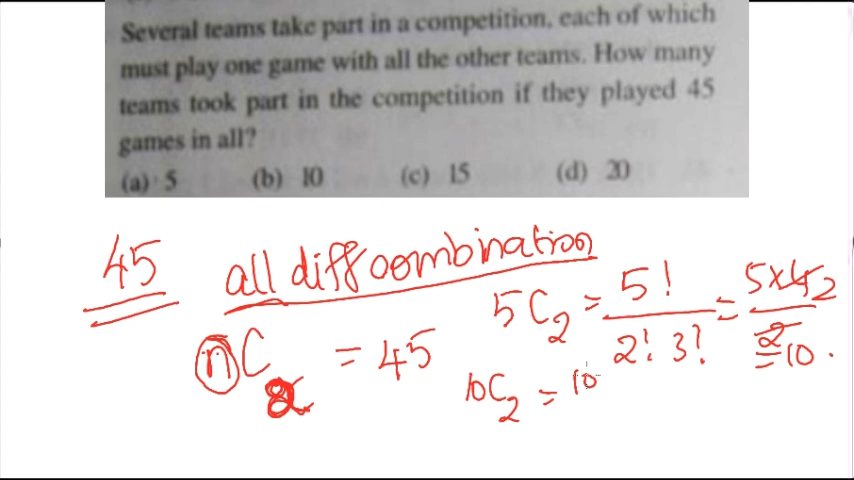 Several teams take part in a competition, each of which
must play one game with all the other teams. How many
teams took part in the competition if they played 45
games in all?
(a) 5 (b) 10 (c) 15 (d) 20
45 all diff combination
5C2 = 5! / 2! 3! = 5x4 2 / 2 = 10.
nC2 = 45
10C2 = 10